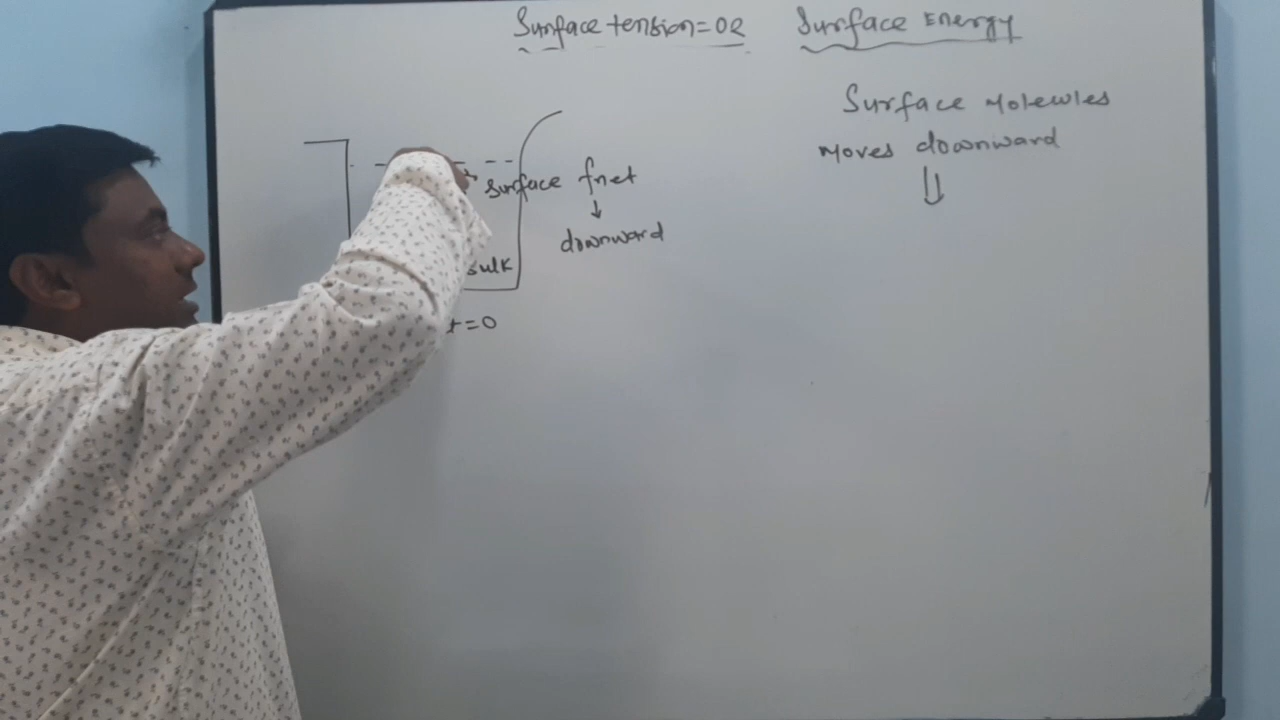 Surface tension = OR Surface Energy
Surface Molecules
Moves downward
⇓
Surface fnet
↓
downward
t=0